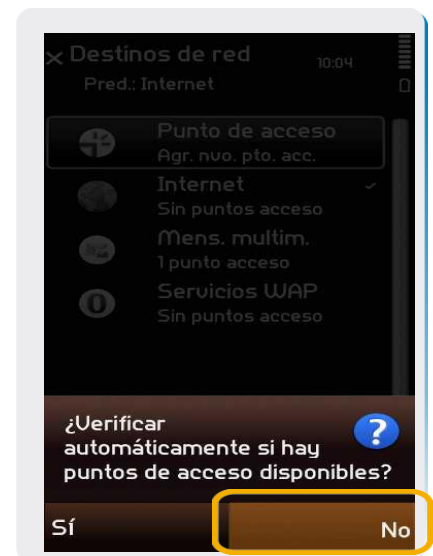 Destinos de red
10:04
Pred.: Internet
Punto de acceso
Agr. nvo. pto. acc.
Internet
Sin puntos acceso
Mens. multim.
1 punto acceso
Servicios WAP
Sin puntos acceso
¿Verificar
automáticamente si hay
puntos de acceso disponibles?
Sí
No